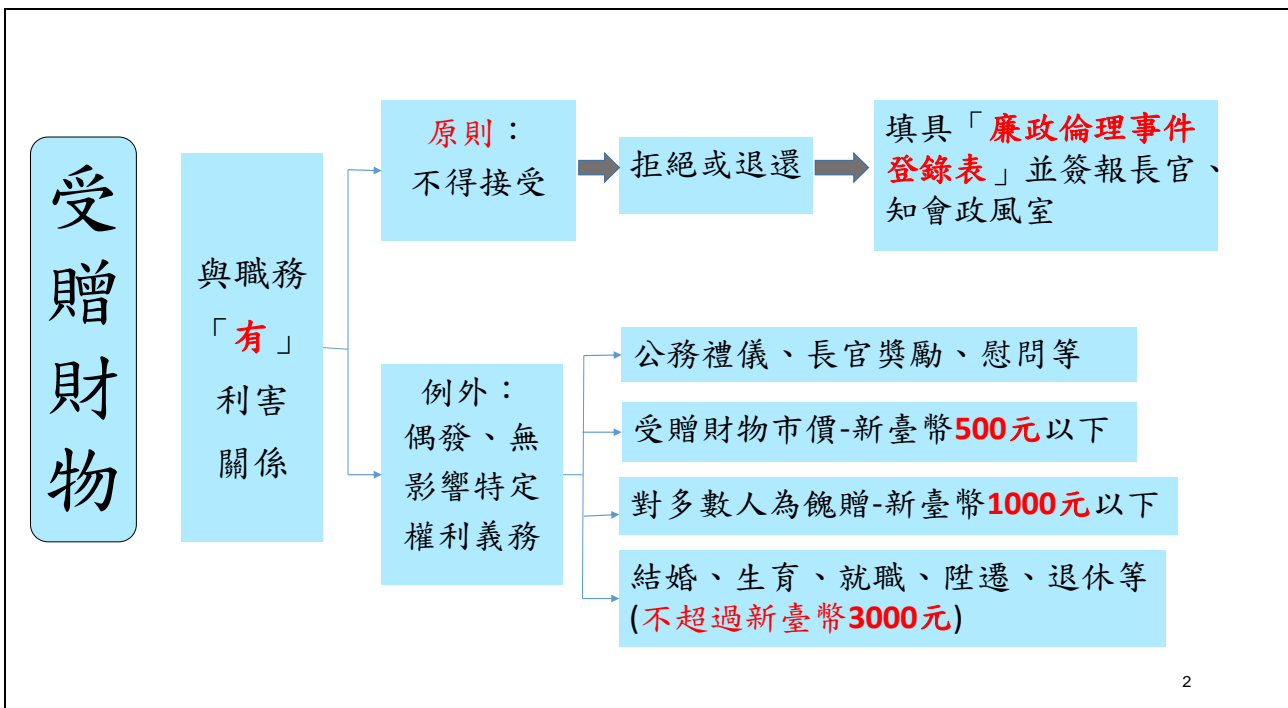 受
贈
財
物
與職務
「有」
利害
關係
原則：
不得接受
拒絕或退還
填具「廉政倫理事件
登錄表」並簽報長官、
知會政風室
例外：
偶發、無
影響特定
權利義務
公務禮儀、長官獎勵、慰問等
受贈財物市價-新臺幣500元以下
對多數人為餽贈-新臺幣1000元以下
結婚、生育、就職、陞遷、退休等
(不超過新臺幣3000元)
2